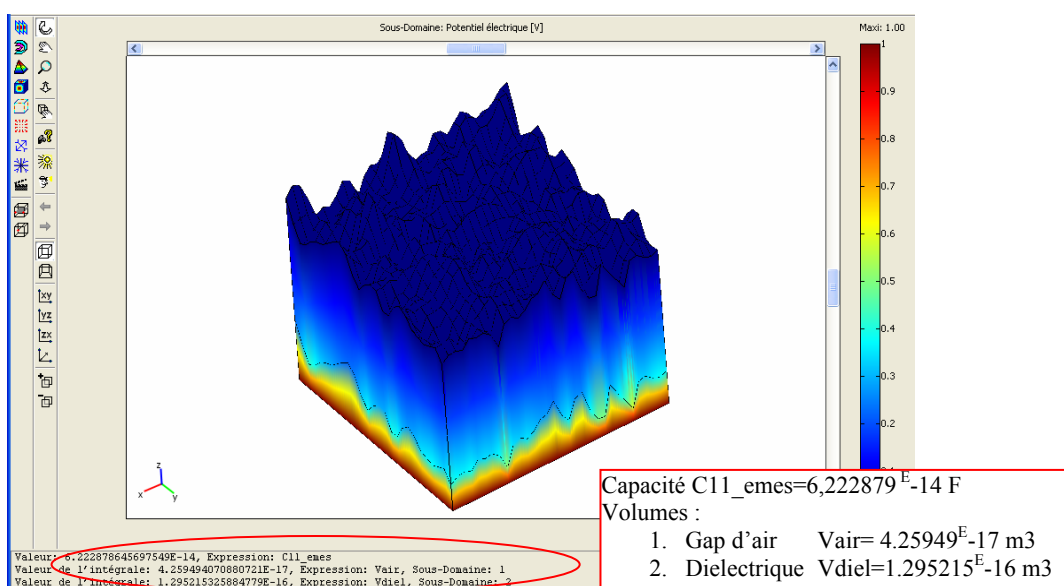 Sous-Domaine: Potentiel électrique [V]
Maxi: 1.00
1
0.9
0.8
0.7
0.6
0.5
0.4
0.3
0.2
xy
yz
zx
z
x
y
Valeur: 6.222878645697549E-14, Expression: C11_emes
Valeur de l'intégrale: 4.259494070880721E-17, Expression: Vair, Sous-Domaine: 1
Valeur de l'intégrale: 1.295215325884779E-16, Expression: Vdiel, Sous-Domaine: 2
Capacité C11_emes=6,222879 E-14 F
Volumes :
1. Gap d'air Vair= 4.25949E-17 m3
2. Dielectrique Vdiel=1.295215E-16 m3